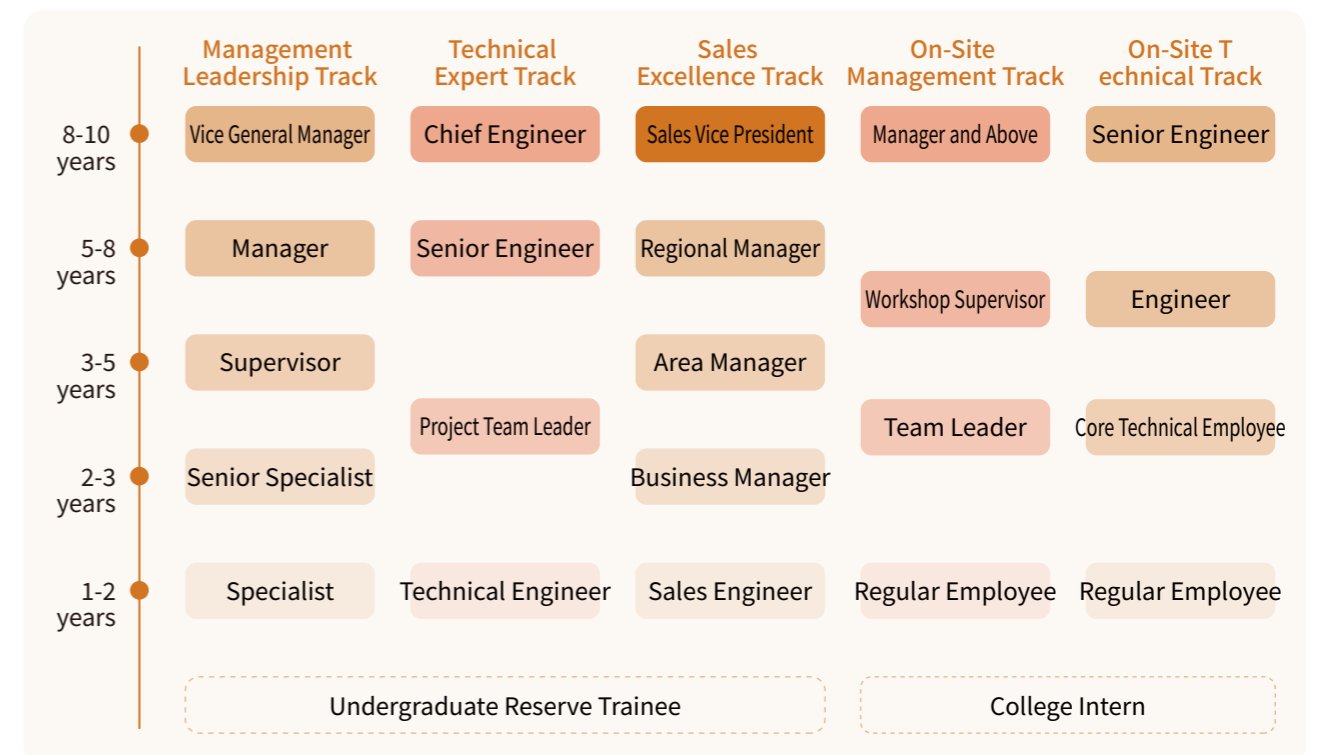 Management
Leadership Track
Technical
Expert Track
Sales
Excellence Track
On-Site
Management Track
On-Site T
echnical Track
8-10
years
Vice General Manager
Chief Engineer
Sales Vice President
Manager and Above
Senior Engineer
5-8
years
Manager
Senior Engineer
Regional Manager
Workshop Supervisor
Engineer
3-5
years
Supervisor
Area Manager
Project Team Leader
Team Leader
Core Technical Employee
2-3
years
Senior Specialist
Business Manager
1-2
years
Specialist
Technical Engineer
Sales Engineer
Regular Employee
Regular Employee
Undergraduate Reserve Trainee
College Intern